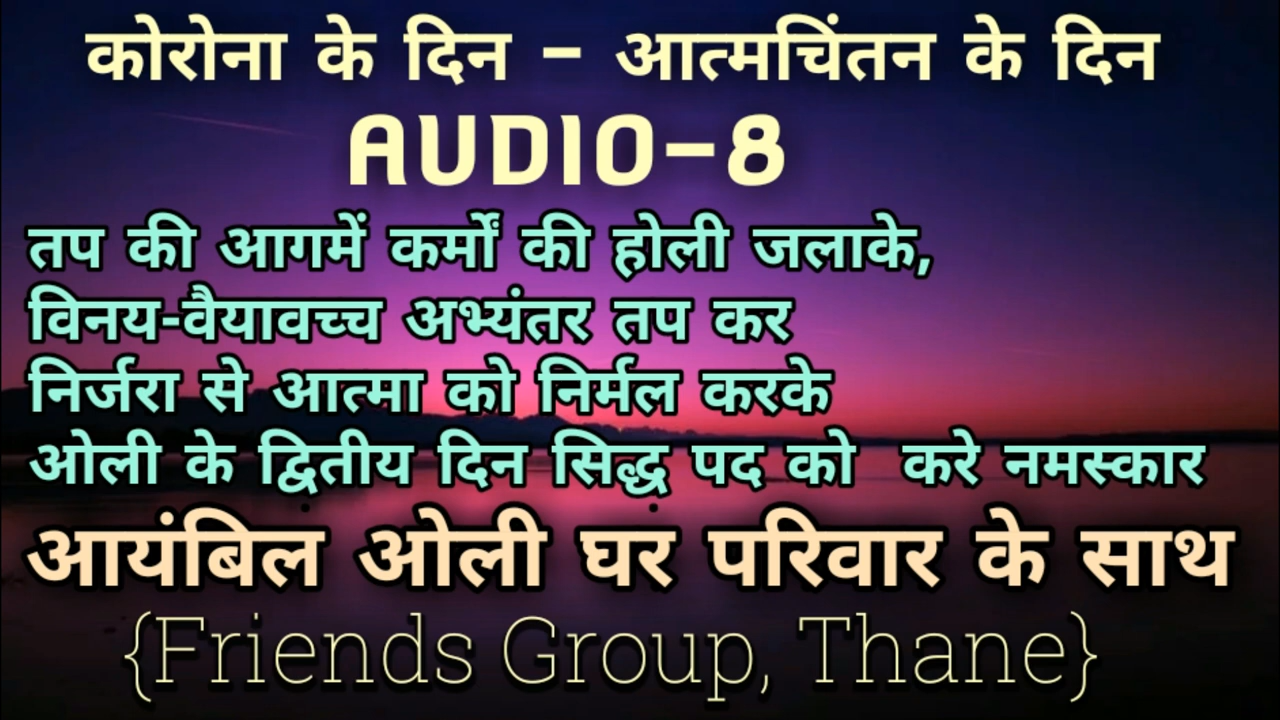 कोरोना के दिन - आत्मचिंतन के दिन
AUDIO-8
तप की आगमें कर्मों की होली जलाके,
विनय-वैयावच्च अभ्यंतर तप कर
निर्जरा से आत्मा को निर्मल करके
ओली के द्वितीय दिन सिद्ध पद को करे नमस्कार
आयंबिल ओली घर परिवार के साथ
{Friends Group, Thane}